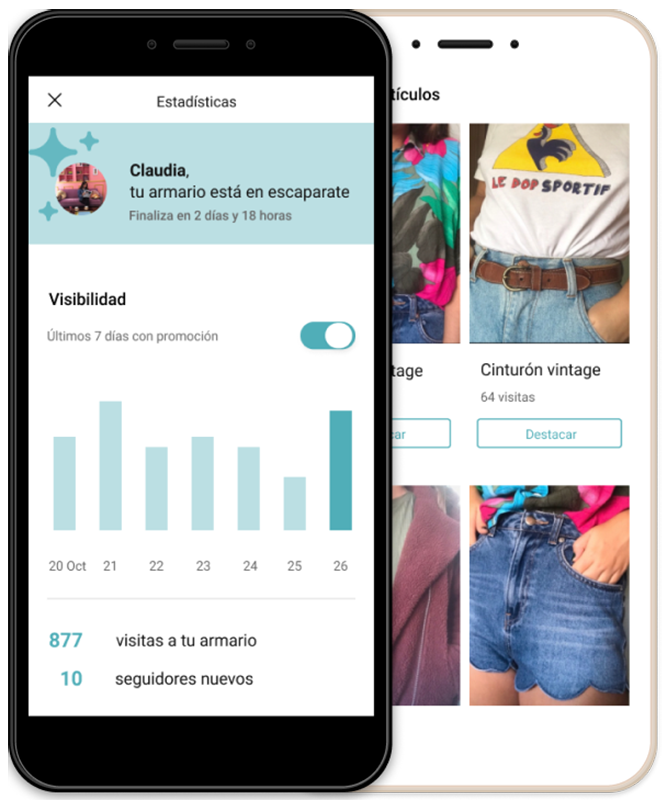 Estadísticas
Claudia,
tu armario está en escaparate
Finaliza en 2 días y 18 horas
Visibilidad
Últimos 7 días con promoción
20 Oct 21 22 23 24 25 26
877 visitas a tu armario
10 seguidores nuevos
tículos
LE DOP SPORTIF
tage
Cinturón vintage
64 visitas
car
Destacar